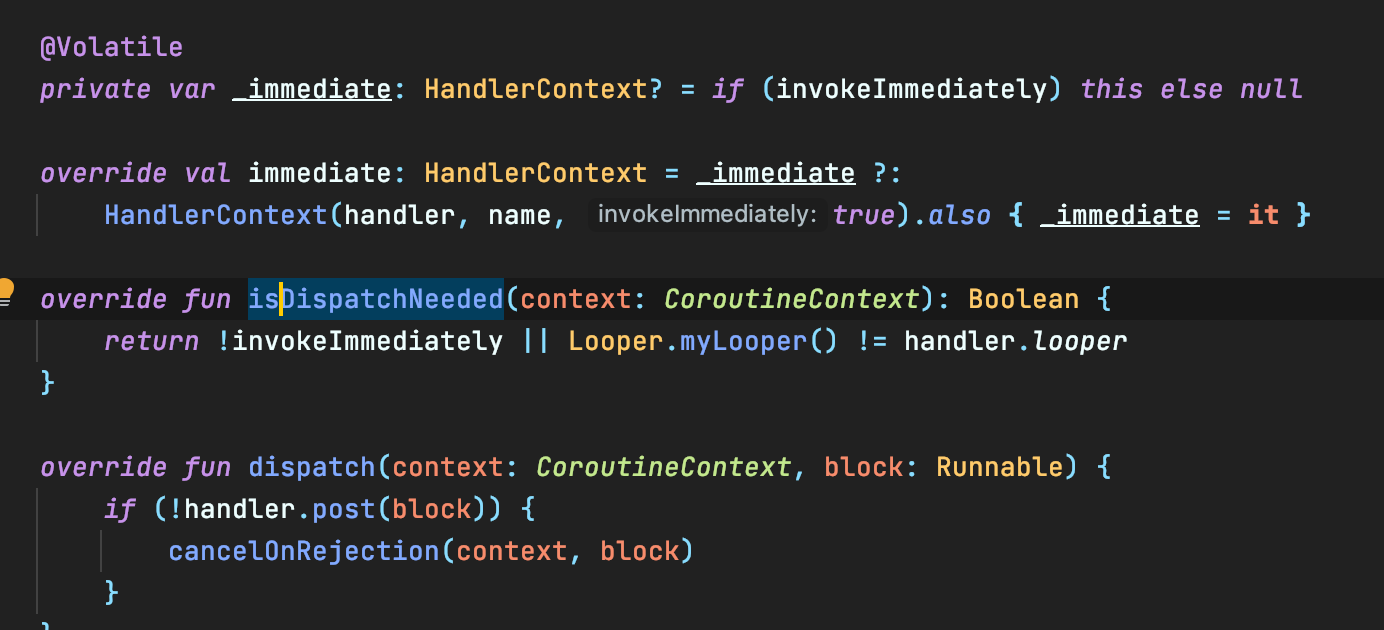 @Volatile
private var _immediate: HandlerContext? = if (invokeImmediately) this else null
override val immediate: HandlerContext = _immediate ?:
HandlerContext(handler, name, invokeImmediately: true).also { _immediate = it }
override fun isDispatchNeeded(context: CoroutineContext): Boolean {
return !invokeImmediately || Looper.myLooper() != handler.looper
}
override fun dispatch(context: CoroutineContext, block: Runnable) {
if (!handler.post(block)) {
cancelOnRejection(context, block)
}
}